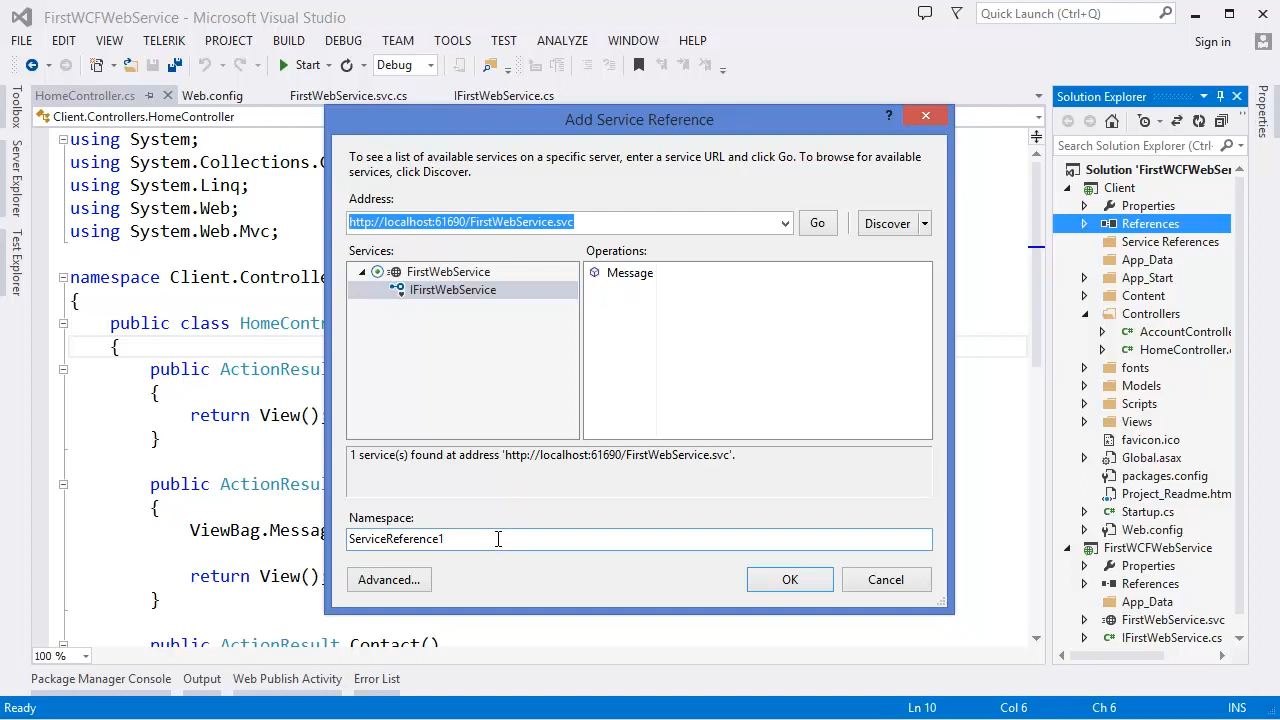 FirstWCFWebService - Microsoft Visual Studio
Quick Launch (Ctrl+Q)
FILE EDIT VIEW TELERIK PROJECT BUILD DEBUG TEAM TOOLS TEST ANALYZE WINDOW HELP
Sign in
Start Debug
HomeController.cs Web.config FirstWebService.svc.cs IFirstWebService.cs
Client.Controllers.HomeController
Toolbox
Server Explorer
Test Explorer
using System;
using System.Collections.
using System.Linq;
using System.Web;
using System.Web.Mvc;
namespace Client.Controlle
{
public class HomeContr
{
public ActionResul
{
return View();
}
public ActionResul
{
ViewBag.Messag
return View();
}
public ActionResult Contact()
Add Service Reference
?
To see a list of available services on a specific server, enter a service URL and click Go. To browse for available
services, click Discover.
Address:
http://localhost:61690/FirstWebService.svc
Go
Discover
Services:
Operations:
FirstWebService
IFirstWebService
Message
1 service(s) found at address 'http://localhost:61690/FirstWebService.svc'.
Namespace:
ServiceReference1
Advanced...
OK
Cancel
Solution Explorer
Search Solution Explorer (Ctrl+
Solution 'FirstWCFWebSer
Client
Properties
References
Service References
App_Data
App_Start
Content
Controllers
AccountControlle
HomeController.
fonts
Models
Scripts
Views
favicon.ico
Global.asax
packages.config
Project_Readme.htm
Startup.cs
Web.config
FirstWCFWebService
Properties
References
App_Data
FirstWebService.svc
IFirstWebService.cs
Properties
100 %
Package Manager Console Output Web Publish Activity Error List
Ready
Ln 10 Col 6 Ch 6 INS